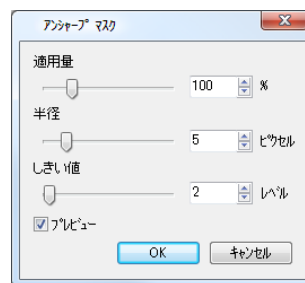 ｱﾝｼｬｰﾌﾟ ﾏｽｸ
適用量
100 %
半径
5 ﾋﾟｸｾﾙ
しきい値
2 ﾚﾍﾞﾙ
ﾌﾟﾚﾋﾞｭｰ
OK ｷｬﾝｾﾙ